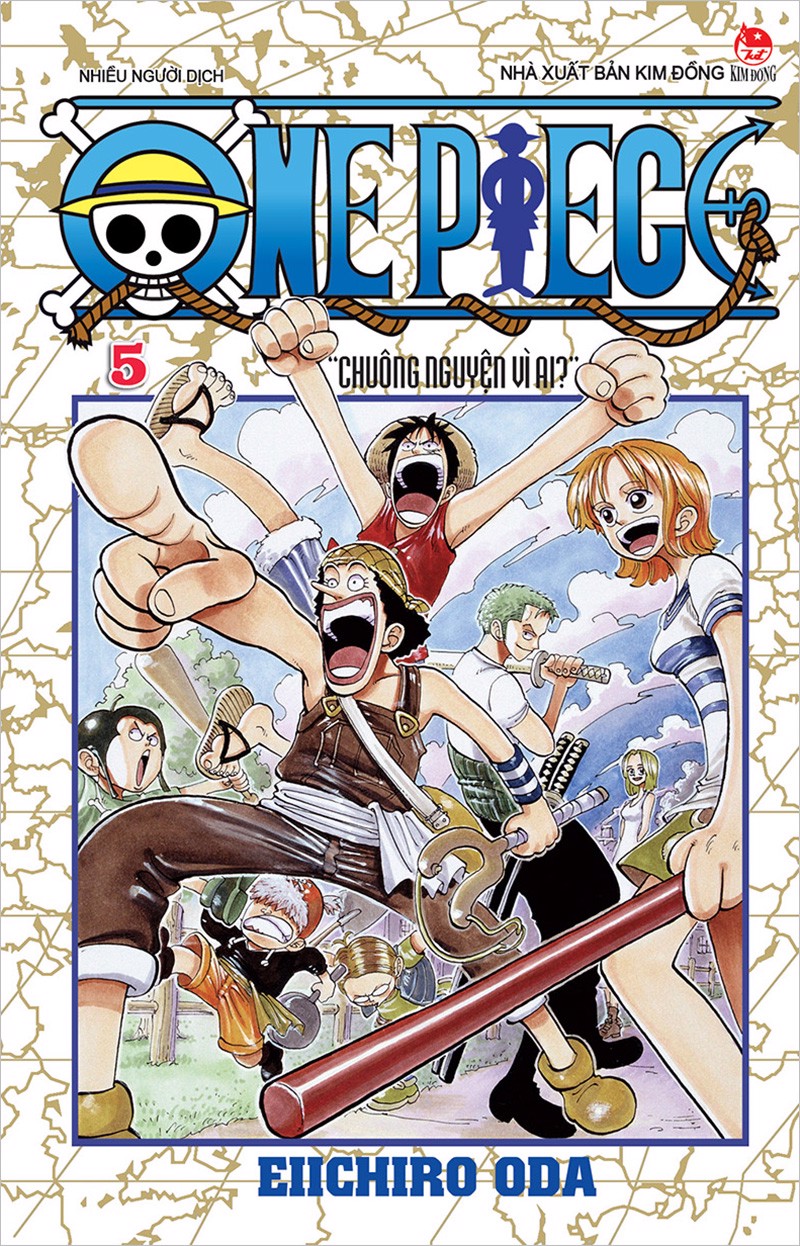 NHIỀU NGƯỜI DỊCH
NHÀ XUẤT BẢN KIM ĐỒNG
KIM ĐỒNG
ONE PIECE
5
"CHUÔNG NGUYỆN VÌ AI?"
EIICHIRO ODA